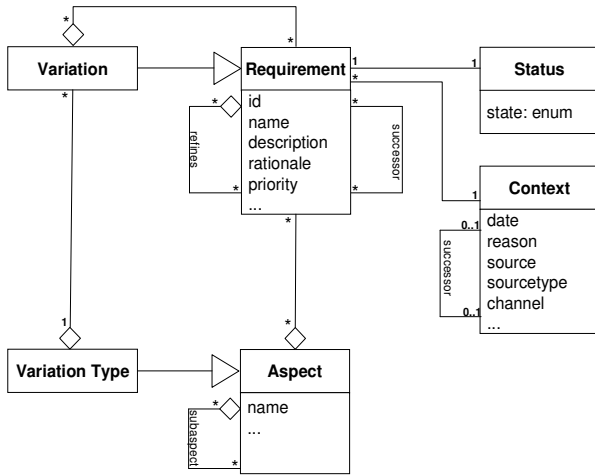 *
*
Variation
Requirement
1
1
Status
*
*
state: enum
id
name
description
rationale
priority
...
*
*
refines
*
*
successor
1
Context
date
reason
source
sourcetype
channel
...
0..1
0..1
successor
*
1
*
Variation Type
Aspect
name
...
*
*
subaspect